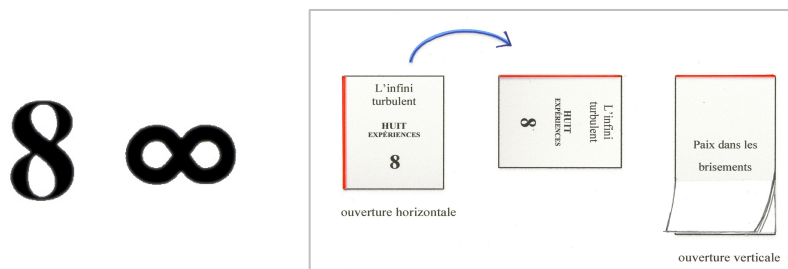 8 ∞
L'infini
turbulent
HUIT
EXPÉRIENCES
8
ouverture horizontale
L'infini
turbulent
HUIT
EXPÉRIENCES
8
Paix dans les
brisements
ouverture verticale